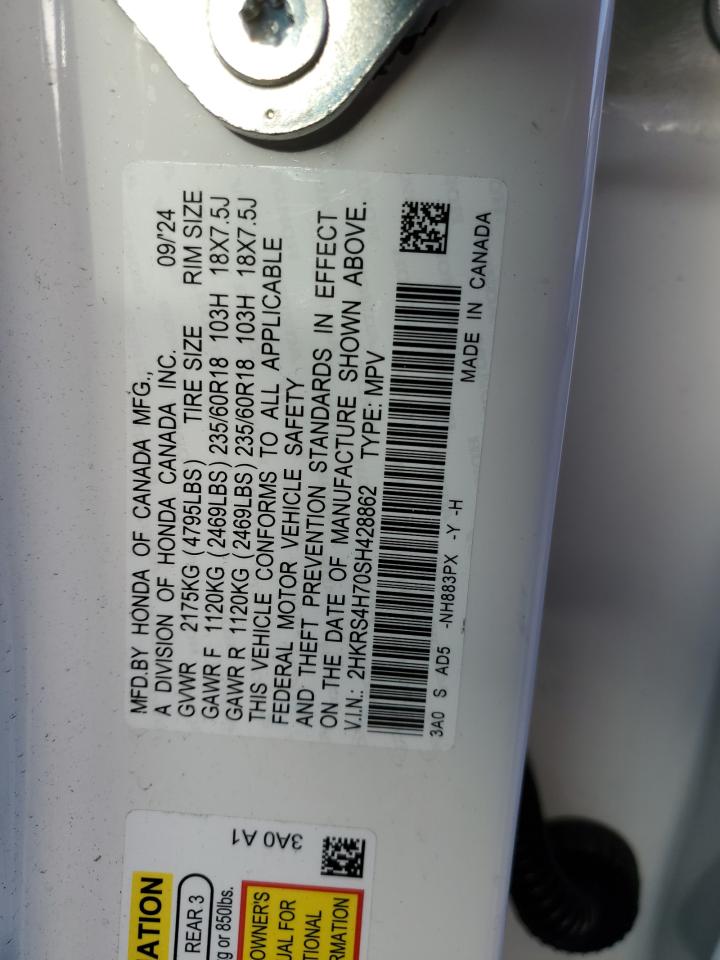 MFD.BY HONDA OF CANADA MFG.,
A DIVISION OF HONDA CANADA INC. 09/'24
GVWR 2175KG (4795LBS) TIRE SIZE RIM SIZE
GAWR F 1120KG (2469LBS) 235/60R18 103H 18X7.5J
GAWR R 1120KG (2469LBS) 235/60R18 103H 18X7.5J
THIS VEHICLE CONFORMS TO ALL APPLICABLE
FEDERAL MOTOR VEHICLE SAFETY
AND THEFT PREVENTION STANDARDS IN EFFECT
ON THE DATE OF MANUFACTURE SHOWN ABOVE.
V.I.N.: 2HKRS4H70SH428862 TYPE: MPV
3A0 S AD5 -NH883PX -Y -H
MADE IN CANADA
3A0 A1
ATION
REAR 3
g or 850lbs.
OWNER'S
UAL FOR
TIONAL
RMATION